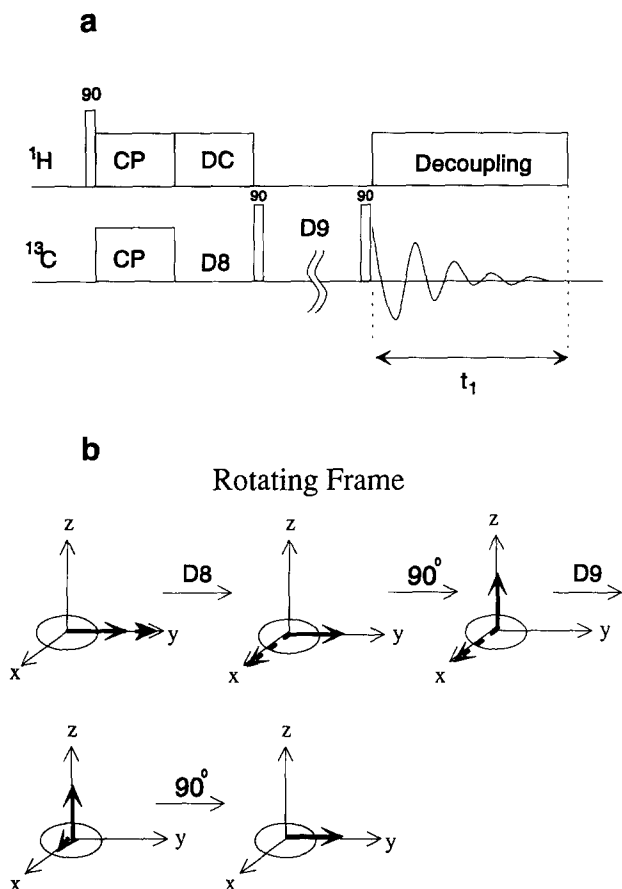 a
90
¹H CP DC Decoupling
90 90
¹³C CP D8 D9
t₁
b
Rotating Frame
z z z
D8 90° D9
y y y
x x x
z z
90°
y y
x x